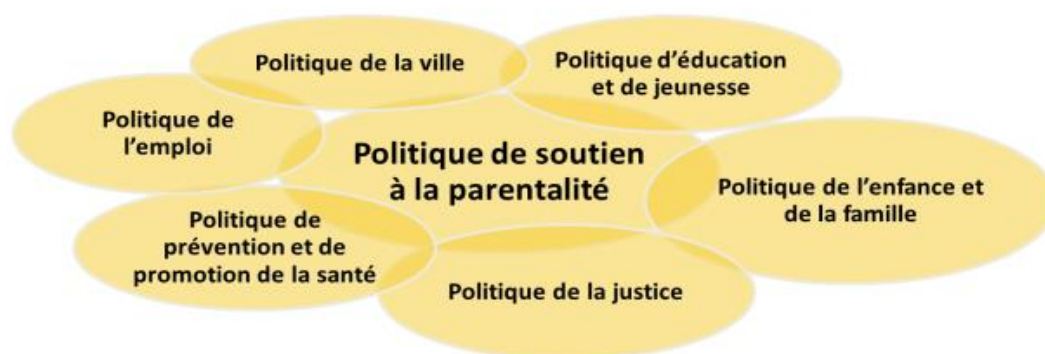 Politique de la ville
Politique d’éducation
et de jeunesse
Politique de
l’emploi
Politique de soutien
à la parentalité
Politique de l’enfance et
de la famille
Politique de
prévention et de
promotion de la santé
Politique de la justice